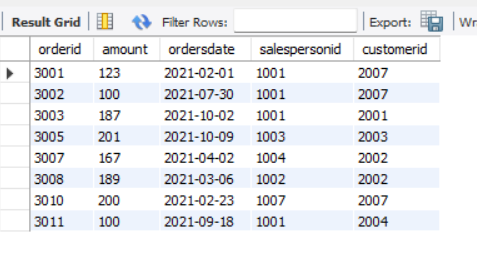 Result Grid Filter Rows: Export: Wr
orderid amount ordersdate salespersonid customerid
3001 123 2021-02-01 1001 2007
3002 100 2021-07-30 1001 2007
3003 187 2021-10-02 1001 2001
3005 201 2021-10-09 1003 2003
3007 167 2021-04-02 1004 2002
3008 189 2021-03-06 1002 2002
3010 200 2021-02-23 1007 2007
3011 100 2021-09-18 1001 2004